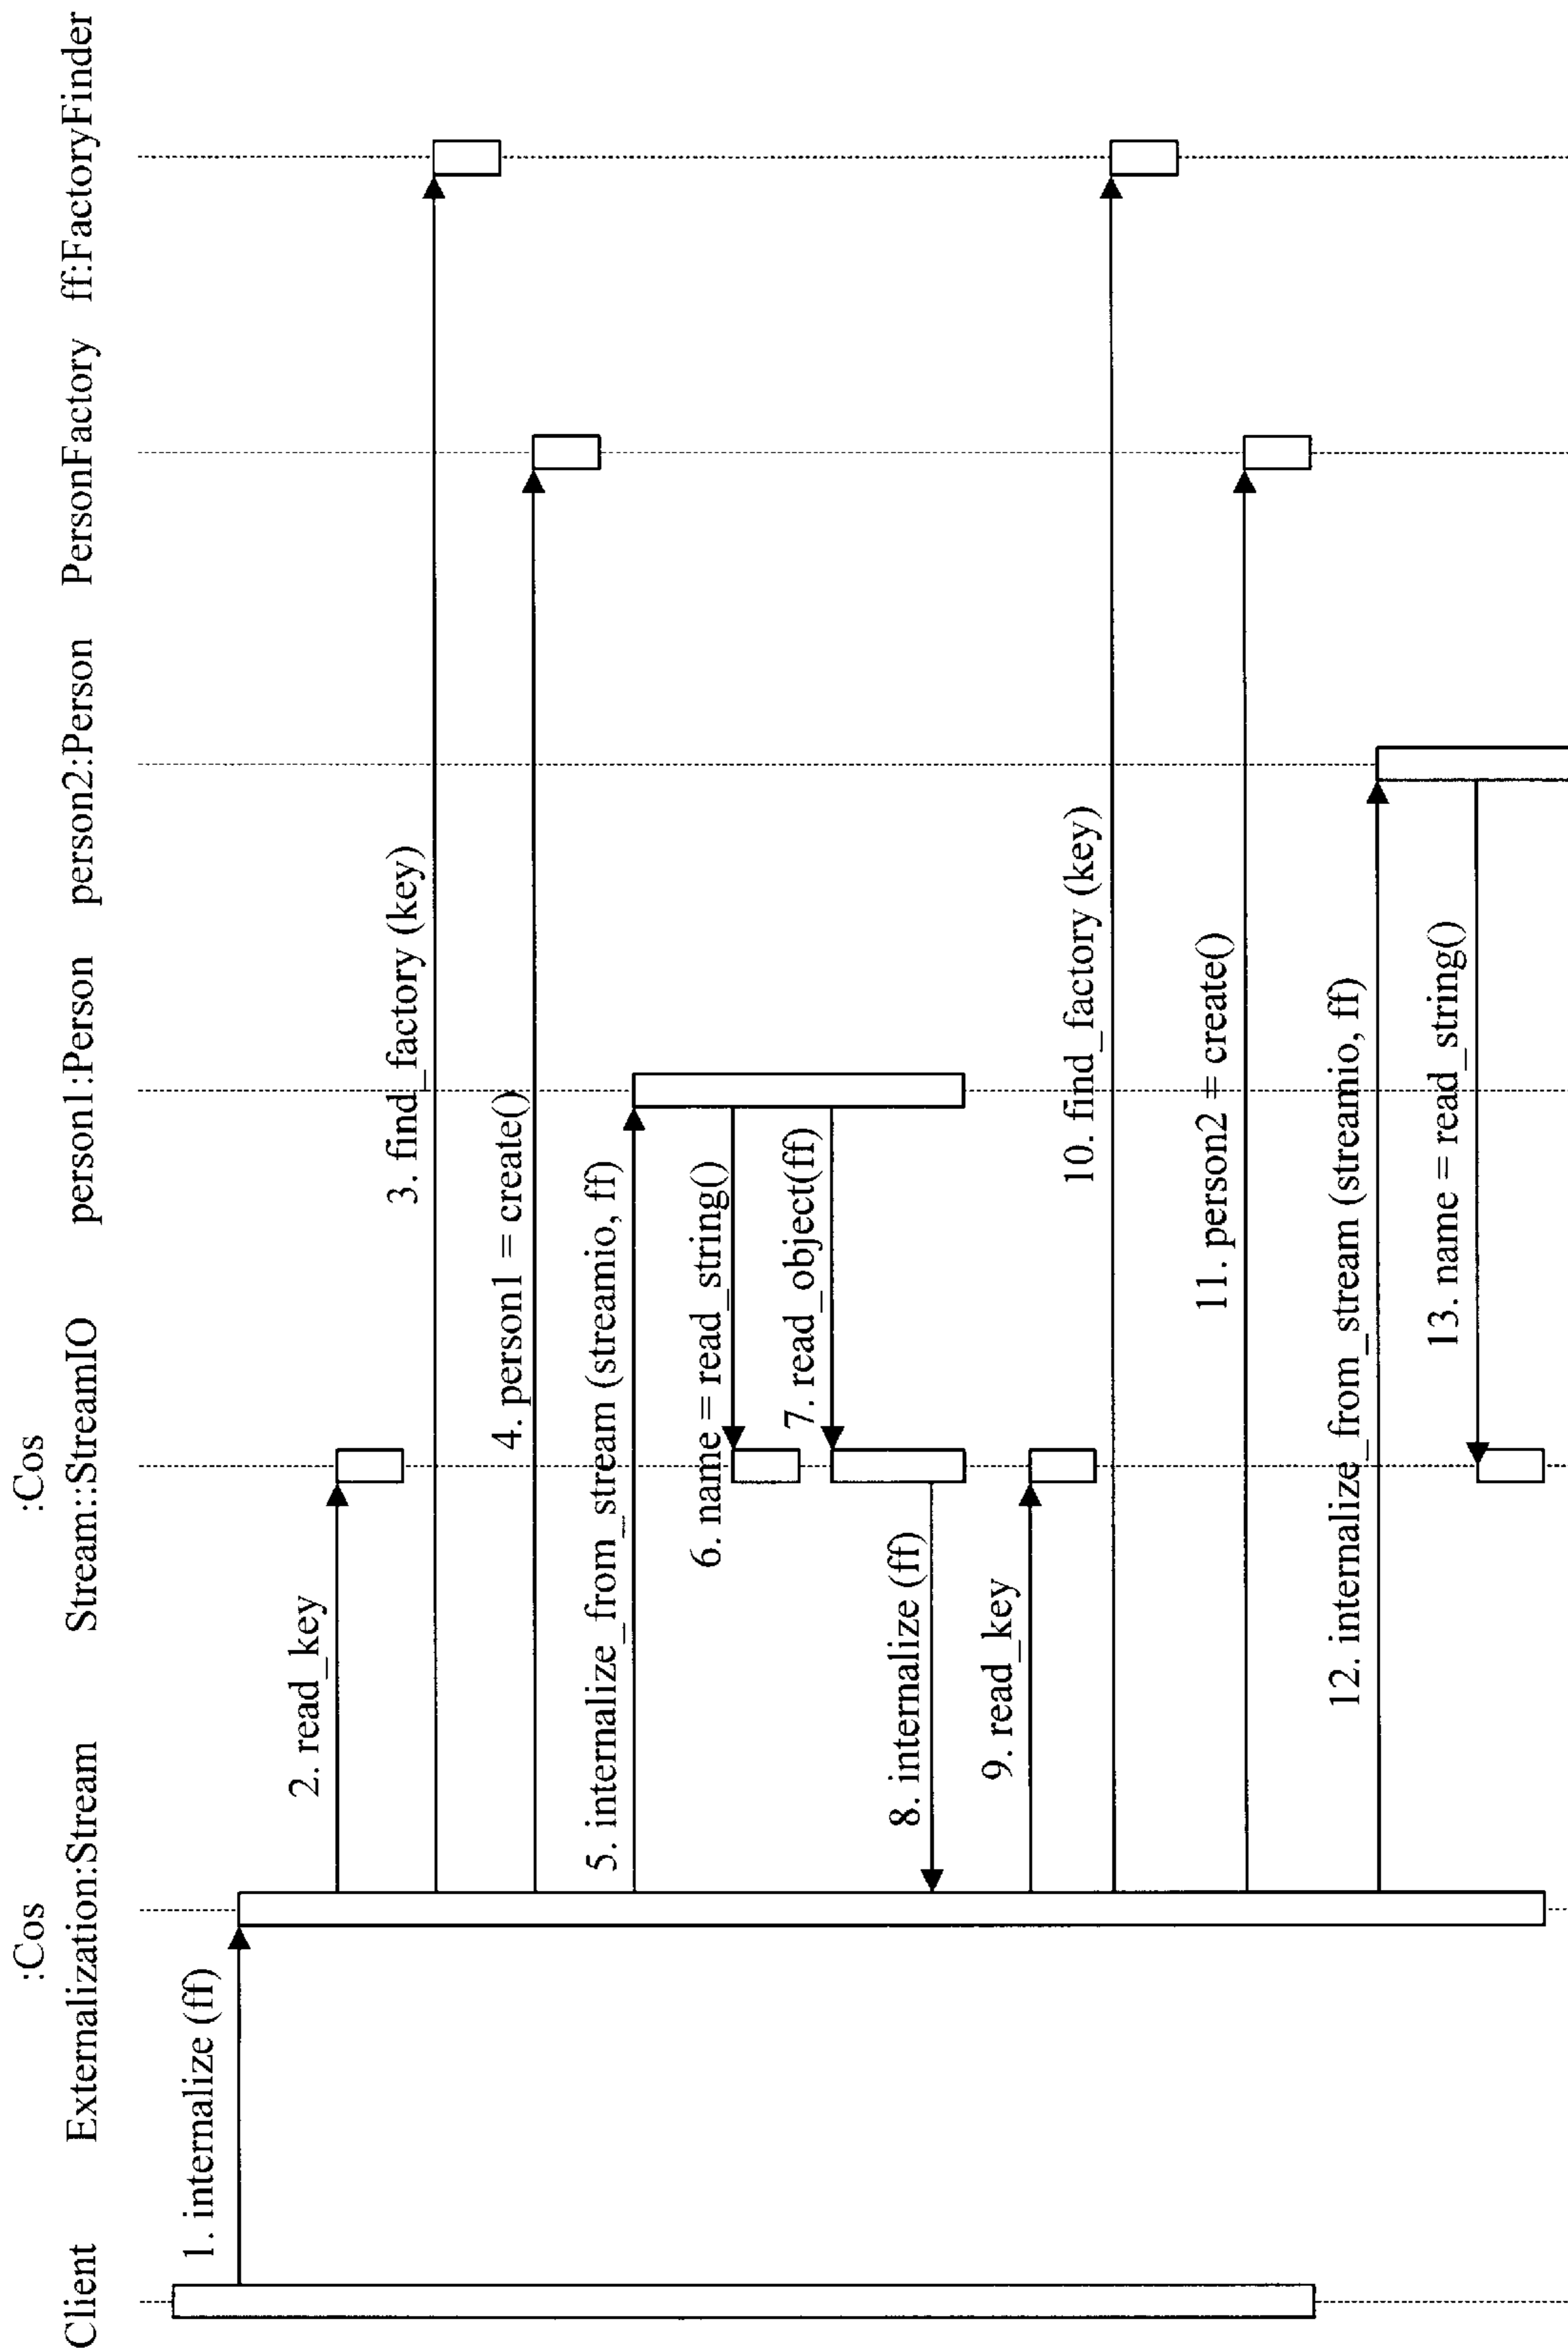 :Cos
:Cos
Client Externalization:Stream Stream::StreamIO person1:Person person2:Person PersonFactory ff:FactoryFinder
1. internalize (ff)
2. read_key
3. find_factory (key)
4. person1 = create()
5. internalize_from_stream (streamio, ff)
6. name = read_string()
7. read_object(ff)
8. internalize (ff)
9. read_key
10. find_factory (key)
11. person2 = create()
12. internalize_from_stream (streamio, ff)
13. name = read_string()